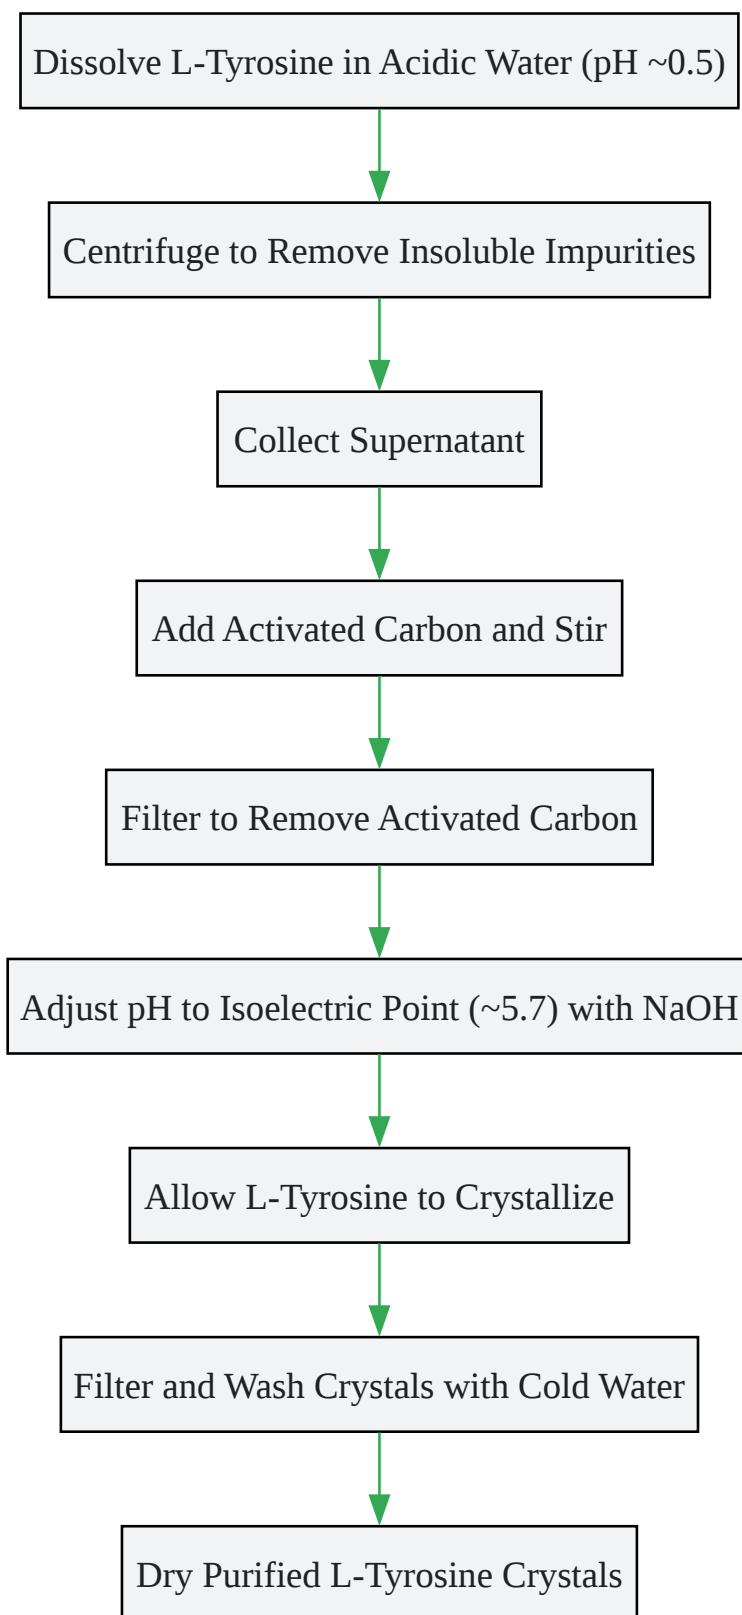 Dissolve L-Tyrosine in Acidic Water (pH ~0.5)
Centrifuge to Remove Insoluble Impurities
Collect Supernatant
Add Activated Carbon and Stir
Filter to Remove Activated Carbon
Adjust pH to Isoelectric Point (~5.7) with NaOH
Allow L-Tyrosine to Crystallize
Filter and Wash Crystals with Cold Water
Dry Purified L-Tyrosine Crystals